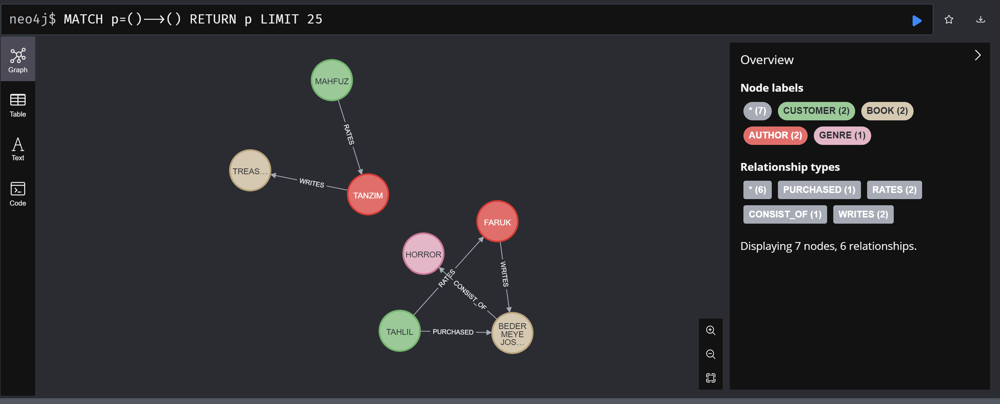 neo4j$ MATCH p=()-->() RETURN p LIMIT 25
Graph
Table
Text
Code
MAHFUZ
RATES
TREAS...
WRITES
TANZIM
FARUK
HORROR
RATES
WRITES
CONSIST_OF
TAHLIL
PURCHASED
BEDER
MEYE
JOS...
Overview
Node labels
* (7) CUSTOMER (2) BOOK (2)
AUTHOR (2) GENRE (1)
Relationship types
* (6) PURCHASED (1) RATES (2)
CONSIST_OF (1) WRITES (2)
Displaying 7 nodes, 6 relationships.